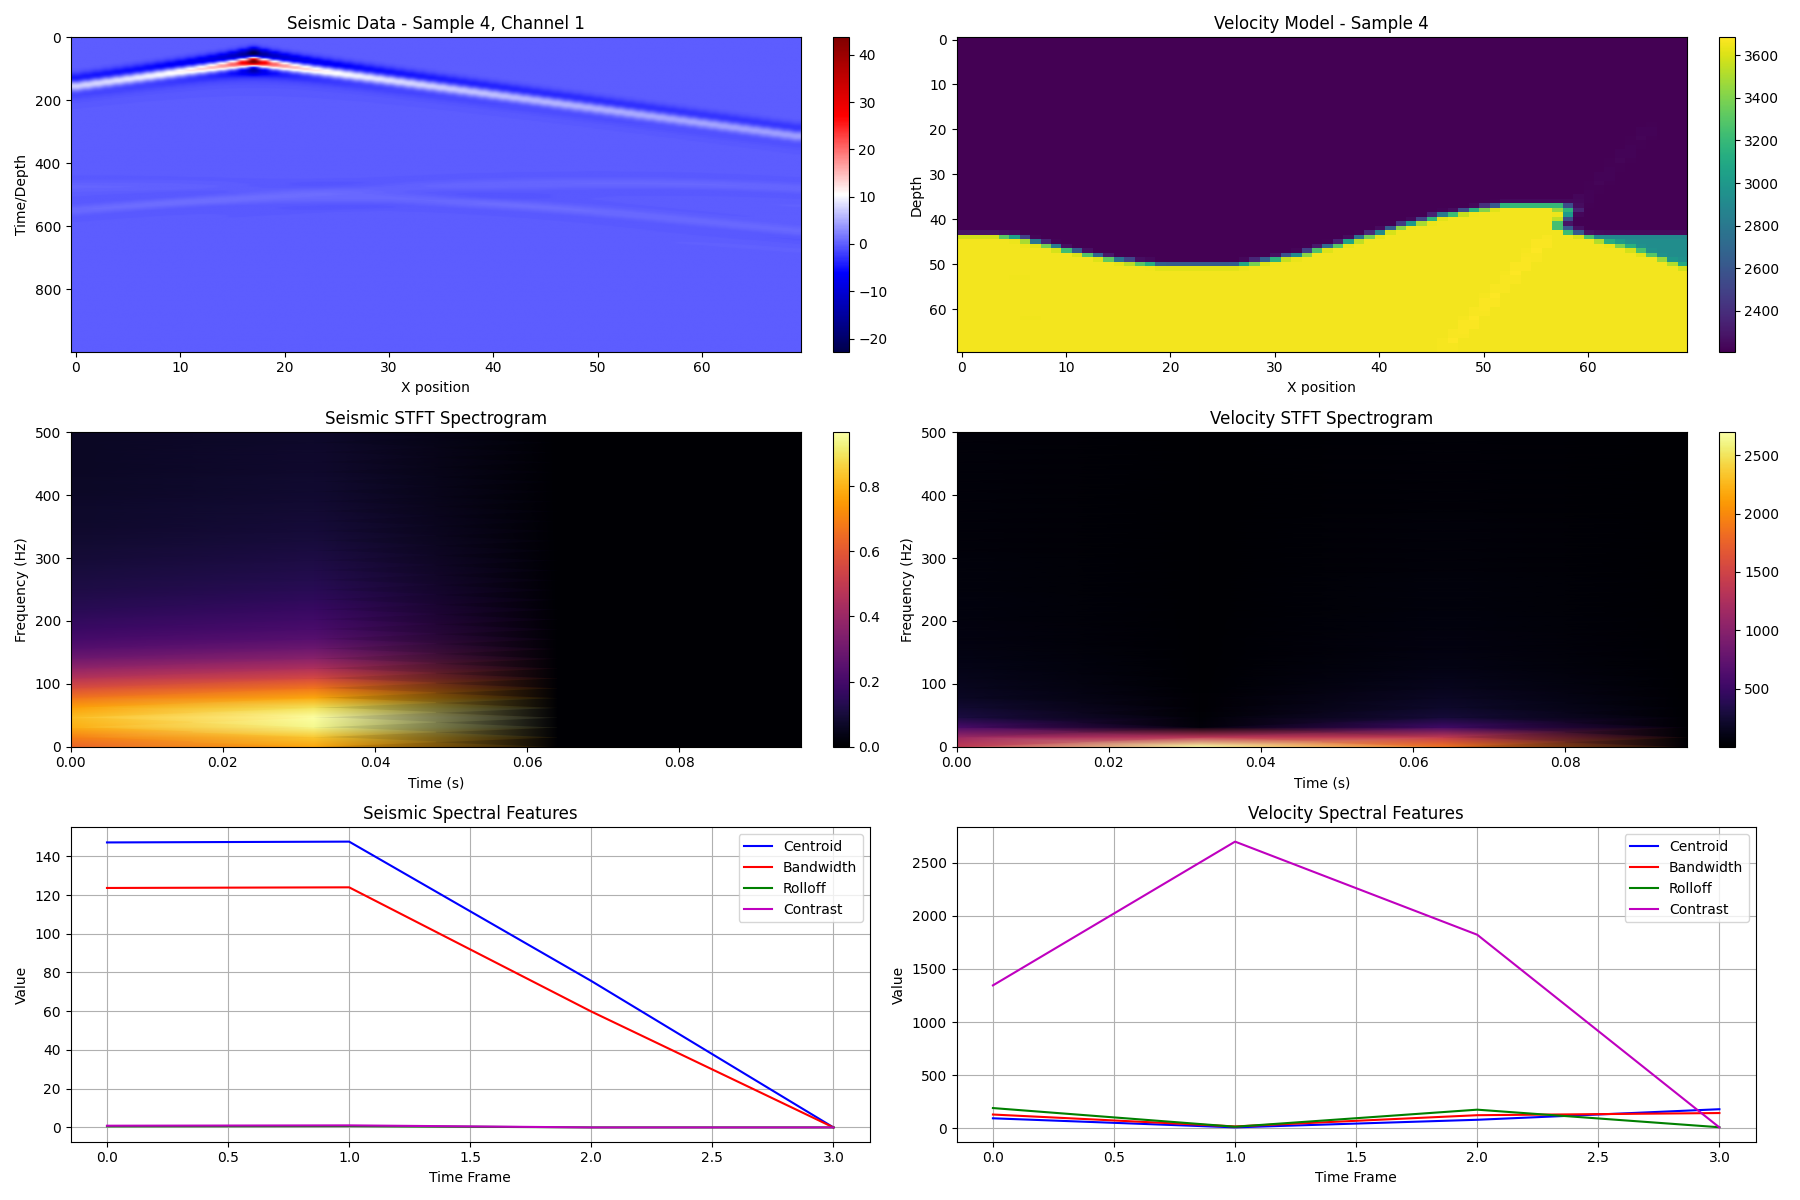 Seismic Data - Sample 4, Channel 1
Time/Depth
0
200
400
600
800
0 10 20 30 40 50 60
X position
40
30
20
10
0
−10
−20
Velocity Model - Sample 4
Depth
0
10
20
30
40
50
60
0 10 20 30 40 50 60
X position
3600
3400
3200
3000
2800
2600
2400
Seismic STFT Spectrogram
Frequency (Hz)
500
400
300
200
100
0
0.00 0.02 0.04 0.06 0.08
Time (s)
0.8
0.6
0.4
0.2
0.0
Velocity STFT Spectrogram
Frequency (Hz)
500
400
300
200
100
0
0.00 0.02 0.04 0.06 0.08
Time (s)
2500
2000
1500
1000
500
Seismic Spectral Features
Value
140
120
100
80
60
40
20
0
0.0 0.5 1.0 1.5 2.0 2.5 3.0
Time Frame
Centroid
Bandwidth
Rolloff
Contrast
Velocity Spectral Features
Value
2500
2000
1500
1000
500
0
0.0 0.5 1.0 1.5 2.0 2.5 3.0
Time Frame
Centroid
Bandwidth
Rolloff
Contrast